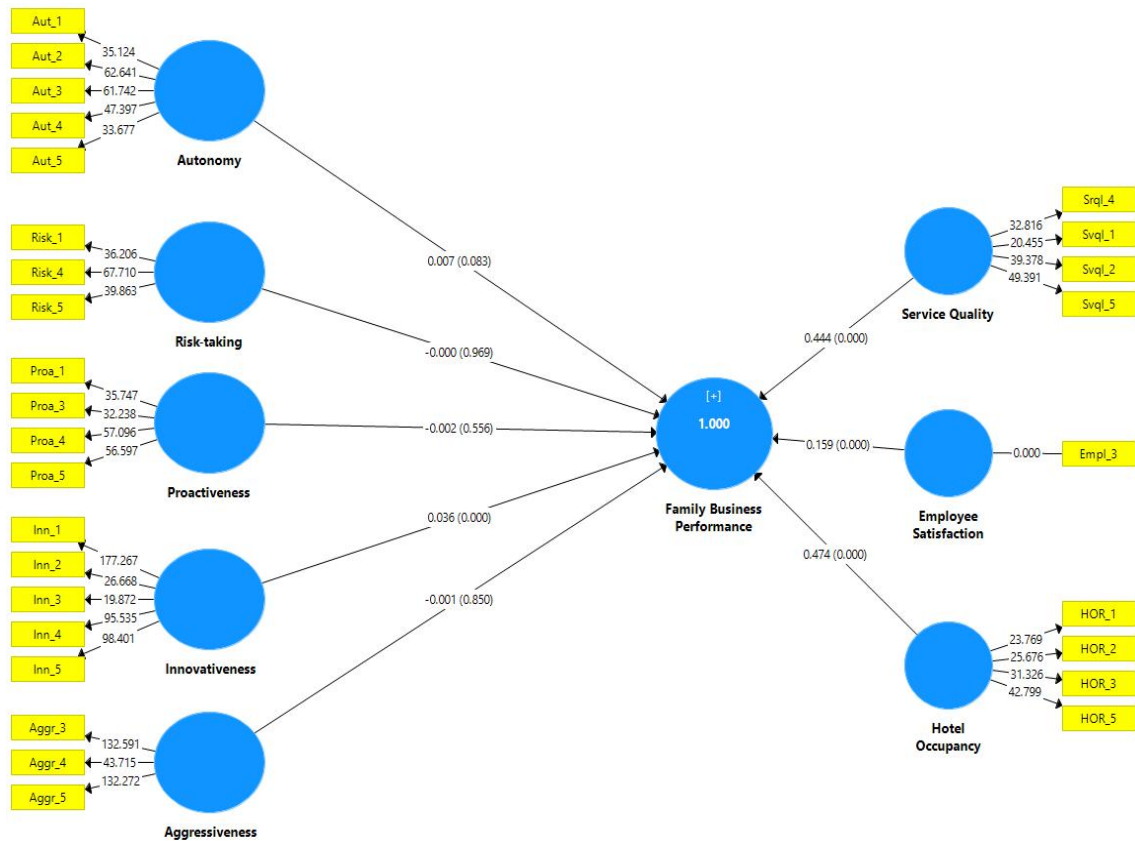 Aut_1
Aut_2
Aut_3
Aut_4
Aut_5
35.124
62.641
61.742
47.397
33.677
Autonomy
Risk_1
Risk_4
Risk_5
36.206
67.710
39.863
Risk-taking
Proa_1
Proa_3
Proa_4
Proa_5
35.747
32.238
57.096
56.597
Proactiveness
Inn_1
Inn_2
Inn_3
Inn_4
Inn_5
177.267
26.668
19.872
95.535
98.401
Innovativeness
Aggr_3
Aggr_4
Aggr_5
132.591
43.715
132.272
Aggressiveness
0.007 (0.083)
-0.000 (0.969)
-0.002 (0.556)
0.036 (0.000)
-0.001 (0.850)
[+]
1.000
Family Business
Performance
0.444 (0.000)
0.159 (0.000)
0.474 (0.000)
Service Quality
32.816
20.455
39.378
49.391
Srql_4
Svql_1
Svql_2
Svql_5
Employee
Satisfaction
0.000
Empl_3
Hotel
Occupancy
23.769
25.676
31.326
42.799
HOR_1
HOR_2
HOR_3
HOR_5